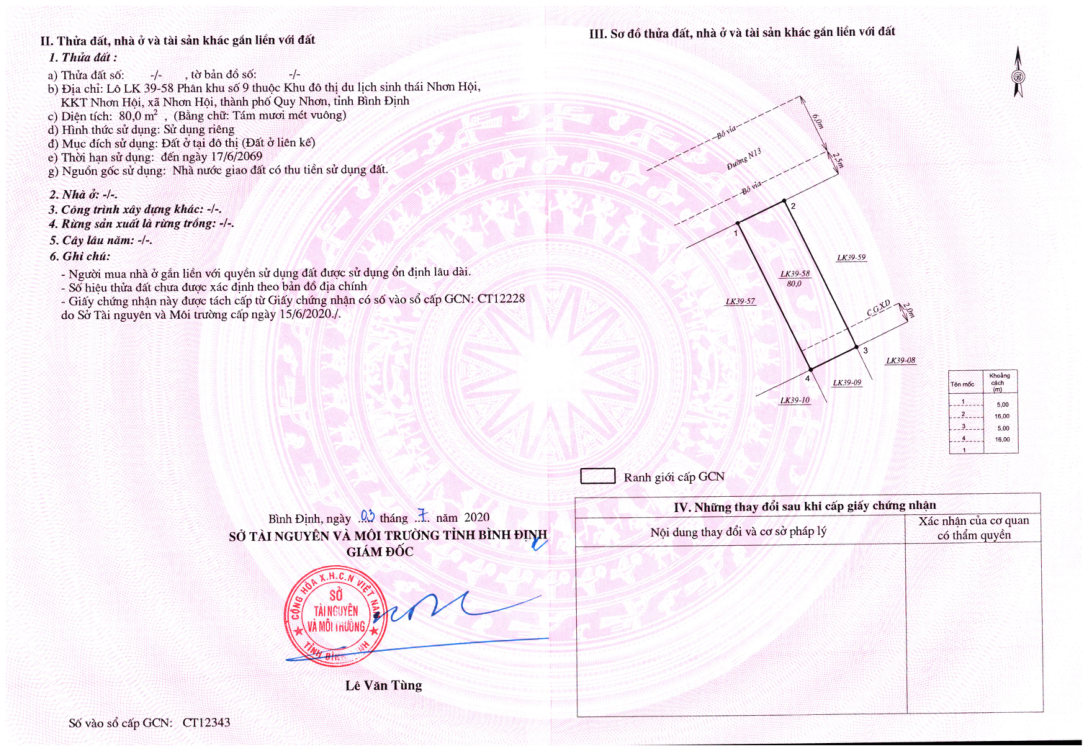 II. Thửa đất, nhà ở và tài sản khác gắn liền với đất
1. Thửa đất :
a) Thửa đất số: -/- , tờ bản đồ số: -/-
b) Địa chỉ: Lô LK 39-58 Phân khu số 9 thuộc Khu đô thị du lịch sinh thái Nhơn Hội,
KKT Nhơn Hội, xã Nhơn Hội, thành phố Quy Nhơn, tỉnh Bình Định
c) Diện tích: 80,0 m² , (Bằng chữ: Tám mươi mét vuông)
d) Hình thức sử dụng: Sử dụng riêng
đ) Mục đích sử dụng: Đất ở tại đô thị (Đất ở liên kế)
e) Thời hạn sử dụng: đến ngày 17/6/2069
g) Nguồn gốc sử dụng: Nhà nước giao đất có thu tiền sử dụng đất.
2. Nhà ở: -/-.
3. Công trình xây dựng khác: -/-.
4. Rừng sản xuất là rừng trồng: -/-.
5. Cây lâu năm: -/-.
6. Ghi chú:
- Người mua nhà ở gắn liền với quyền sử dụng đất được sử dụng ổn định lâu dài.
- Số hiệu thửa đất chưa được xác định theo bản đồ địa chính
- Giấy chứng nhận này được tách cấp từ Giấy chứng nhận có số vào sổ cấp GCN: CT12228
do Sở Tài nguyên và Môi trường cấp ngày 15/6/2020./.
Bình Định, ngày 03 tháng 7 năm 2020
SỞ TÀI NGUYÊN VÀ MÔI TRƯỜNG TỈNH BÌNH ĐỊNH
GIÁM ĐỐC
CỘNG HÒA X.H.C.N VIỆT NAM
SỞ
TÀI NGUYÊN
VÀ MÔI TRƯỜNG
Lê Văn Tùng
Số vào sổ cấp GCN: CT12343
III. Sơ đồ thửa đất, nhà ở và tài sản khác gắn liền với đất
Bó vỉa
6,0m
Đường N13
2,5m
Bó vỉa
2
1
LK39-59
LK39-58
80,0
LK39-57
C.G.X.D
2,0m
3
LK39-08
4
LK39-09
LK39-10
Tên mốc Khoảng cách (m)
1
5,00
2
16,00
3
5,00
4
16,00
1
Ranh giới cấp GCN
IV. Những thay đổi sau khi cấp giấy chứng nhận
Nội dung thay đổi và cơ sở pháp lý
Xác nhận của cơ quan
có thẩm quyền